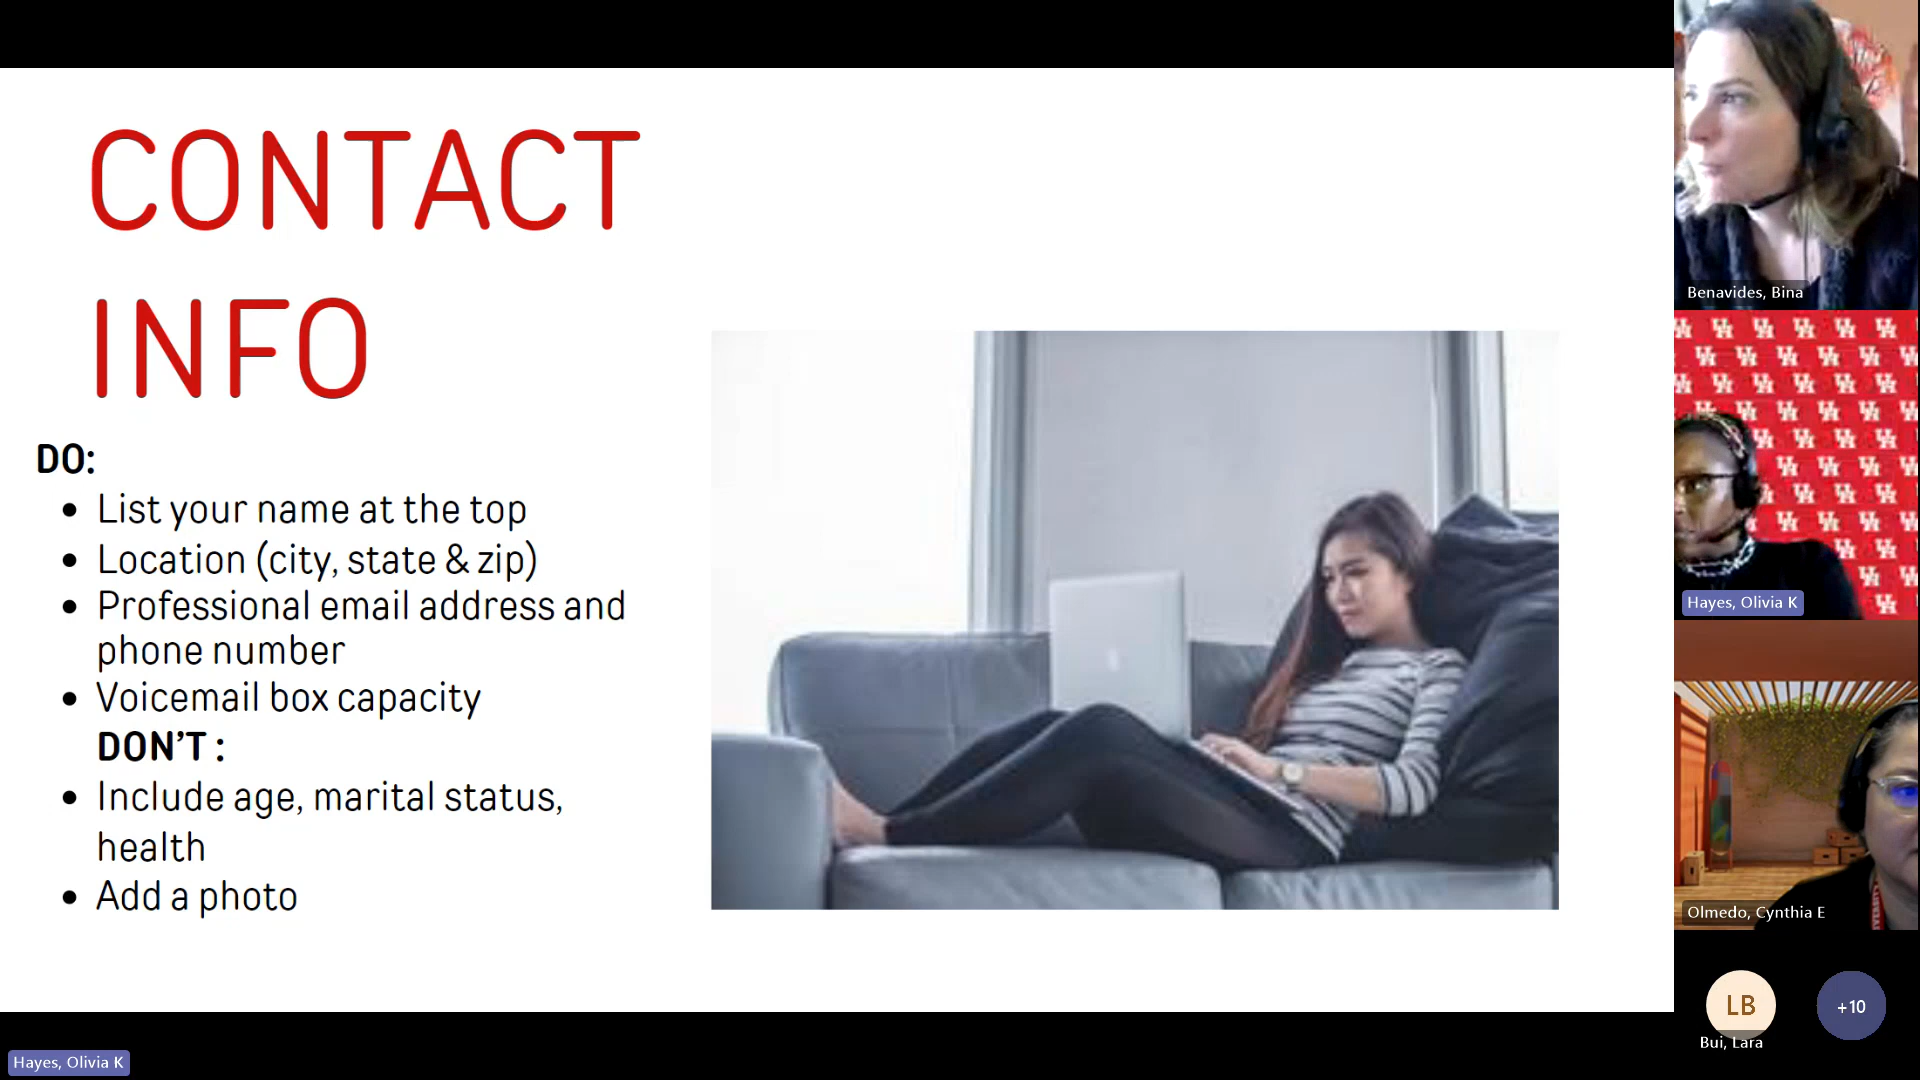 CONTACT
INFO
DO:
• List your name at the top
• Location (city, state & zip)
• Professional email address and
phone number
• Voicemail box capacity
DON’T :
• Include age, marital status,
health
• Add a photo
Benavides, Bina
Hayes, Olivia K
Olmedo, Cynthia E
LB
+10
Bui, Lara
Hayes, Olivia K